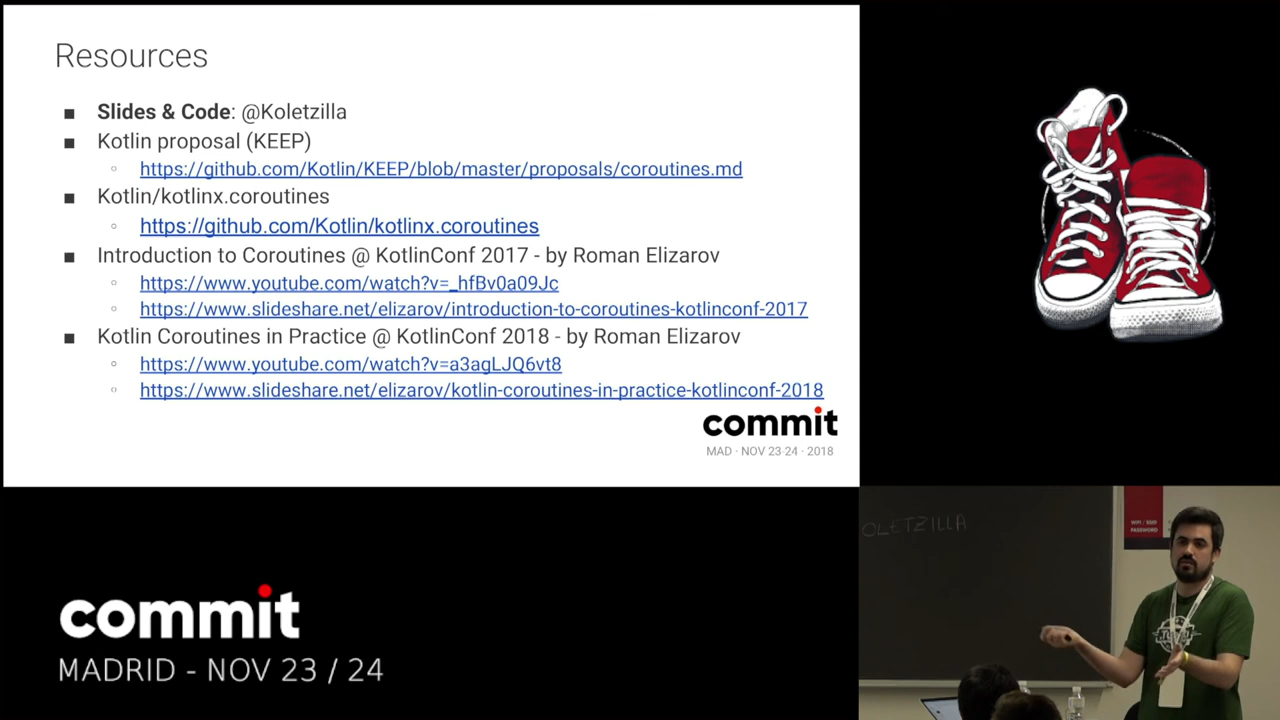 Resources
■ Slides & Code: @Koletzilla
■ Kotlin proposal (KEEP)
○ https://github.com/Kotlin/KEEP/blob/master/proposals/coroutines.md
■ Kotlin/kotlinx.coroutines
○ https://github.com/Kotlin/kotlinx.coroutines
■ Introduction to Coroutines @ KotlinConf 2017 - by Roman Elizarov
○ https://www.youtube.com/watch?v=_hfBv0a09Jc
○ https://www.slideshare.net/elizarov/introduction-to-coroutines-kotlinconf-2017
■ Kotlin Coroutines in Practice @ KotlinConf 2018 - by Roman Elizarov
○ https://www.youtube.com/watch?v=a3agLJQ6vt8
○ https://www.slideshare.net/elizarov/kotlin-coroutines-in-practice-kotlinconf-2018
commit
MAD · NOV 23-24 · 2018
commit
MADRID - NOV 23 / 24
OLETZILLA
WIFI / SSID
PASSWORD